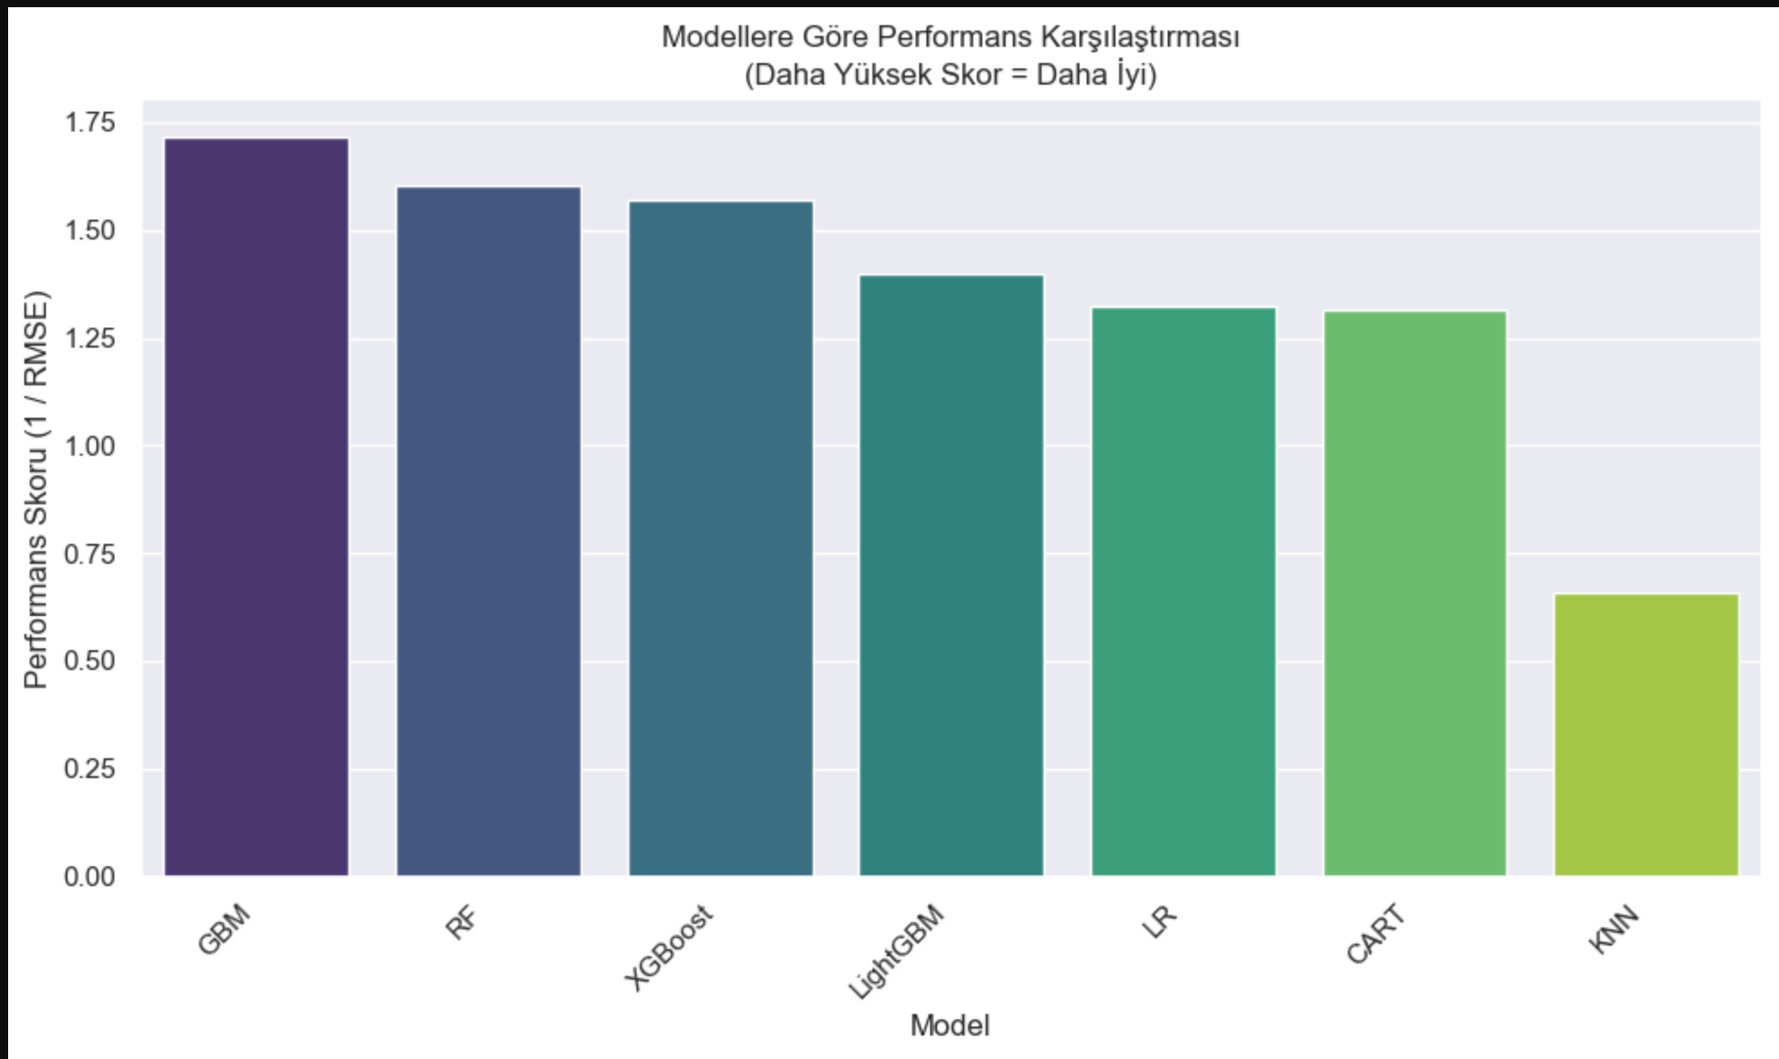 Modellere Göre Performans Karşılaştırması
(Daha Yüksek Skor = Daha İyi)
Performans Skoru (1 / RMSE)
1.75
1.50
1.25
1.00
0.75
0.50
0.25
0.00
GBM
RF
XGBoost
LightGBM
LR
CART
KNN
Model